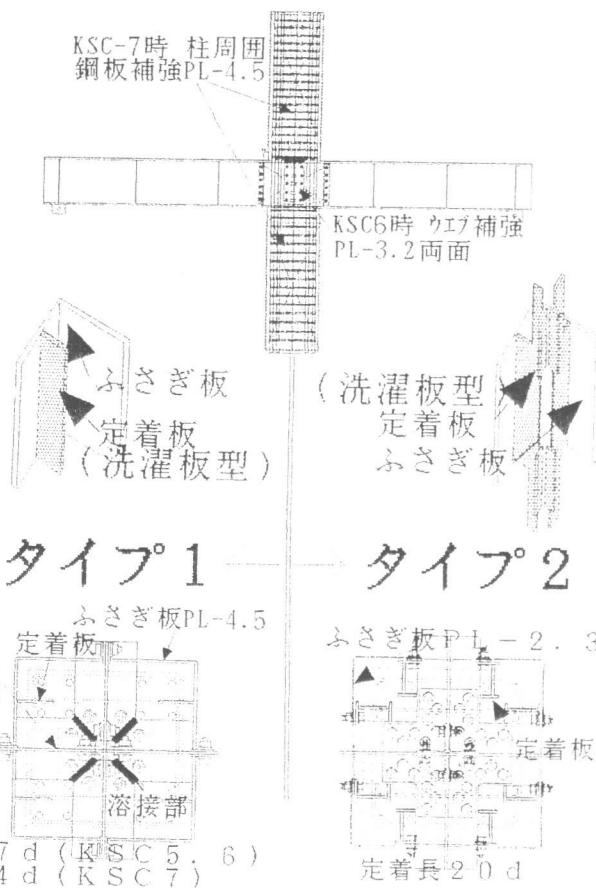 KSC-7時 柱周囲
鋼板補強PL-4.5
KSC6時 ウエブ補強
PL-3.2両面
ふさぎ板
定着板
(洗濯板型)
(洗濯板型)
定着板
ふさぎ板
タイプ1
タイプ2
ふさぎ板PL-4.5
定着板
溶接部
7d(KSC5.6)
4d(KSC7)
ふさぎ板PL-2.3
定着板
定着長20d